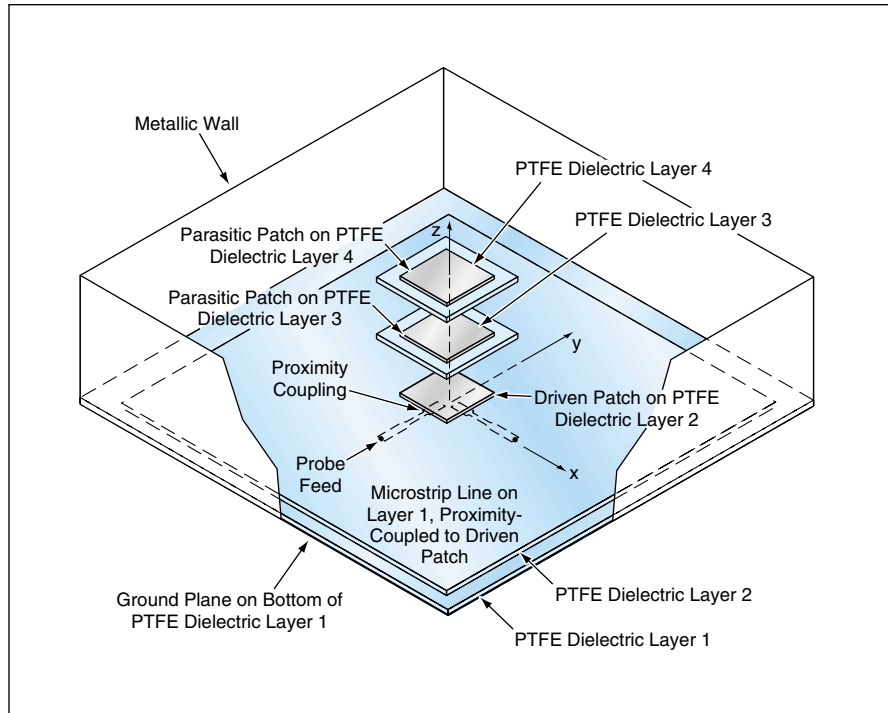 Metallic Wall
PTFE Dielectric Layer 4
PTFE Dielectric Layer 3
z
Parasitic Patch on PTFE
Dielectric Layer 4
Parasitic Patch on PTFE
Dielectric Layer 3
y
Proximity
Coupling
Driven Patch on PTFE
Dielectric Layer 2
Probe
Feed
x
Microstrip Line on
Layer 1, Proximity-
Coupled to Driven
Patch
Ground Plane on Bottom of
PTFE Dielectric Layer 1
PTFE Dielectric Layer 2
PTFE Dielectric Layer 1